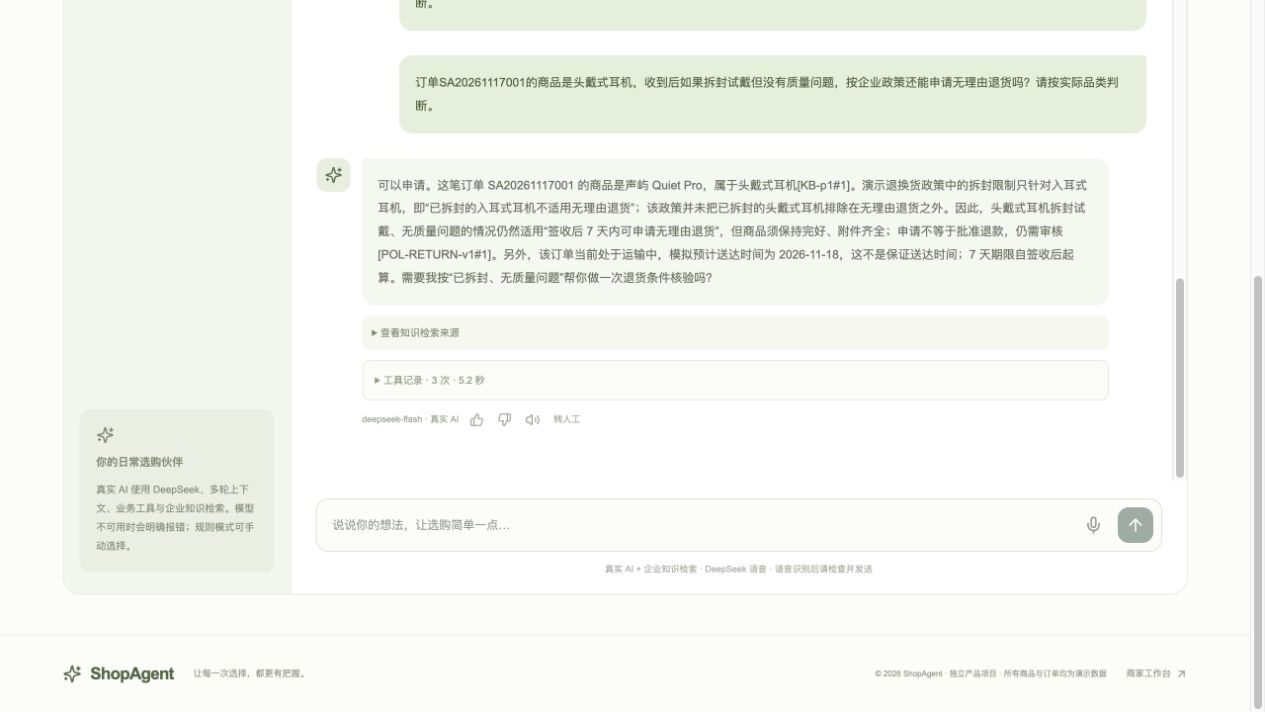 断。
订单SA20261117001的商品是头戴式耳机，收到后如果拆封试戴但没有质量问题，按企业政策还能申请无理由退货吗？请按实际品类判
断。
可以申请。这笔订单 SA20261117001 的商品是声屿 Quiet Pro，属于头戴式耳机[KB-p1#1]。演示退换货政策中的拆封限制只针对入耳式
耳机，即“已拆封的入耳式耳机不适用无理由退货”；该政策并未把已拆封的头戴式耳机排除在无理由退货之外。因此，头戴式耳机拆封试
戴、无质量问题的情况仍然适用“签收后 7 天内可申请无理由退货”，但商品须保持完好、附件齐全；申请不等于批准退款，仍需审核
[POL-RETURN-v1#1]。另外，该订单当前处于运输中，模拟预计送达时间为 2026-11-18，这不是保证送达时间；7 天期限自签收后起
算。需要我按“已拆封、无质量问题”帮你做一次退货条件核验吗？
▶ 查看知识检索来源
▶ 工具记录 · 3 次 · 5.2 秒
deepseek-flash · 真实 AI 转人工
你的日常选购伙伴
真实 AI 使用 DeepSeek、多轮上下
文、业务工具与企业知识检索。模型
不可用时会明确报错；规则模式可手
动选择。
说说你的想法，让选购简单一点...
真实 AI + 企业知识检索 · DeepSeek 语音 · 语音识别后请检查并发送
ShopAgent 让每一次选择，都更有把握。
© 2026 ShopAgent · 独立产品项目 · 所有商品与订单均为演示数据 商家工作台